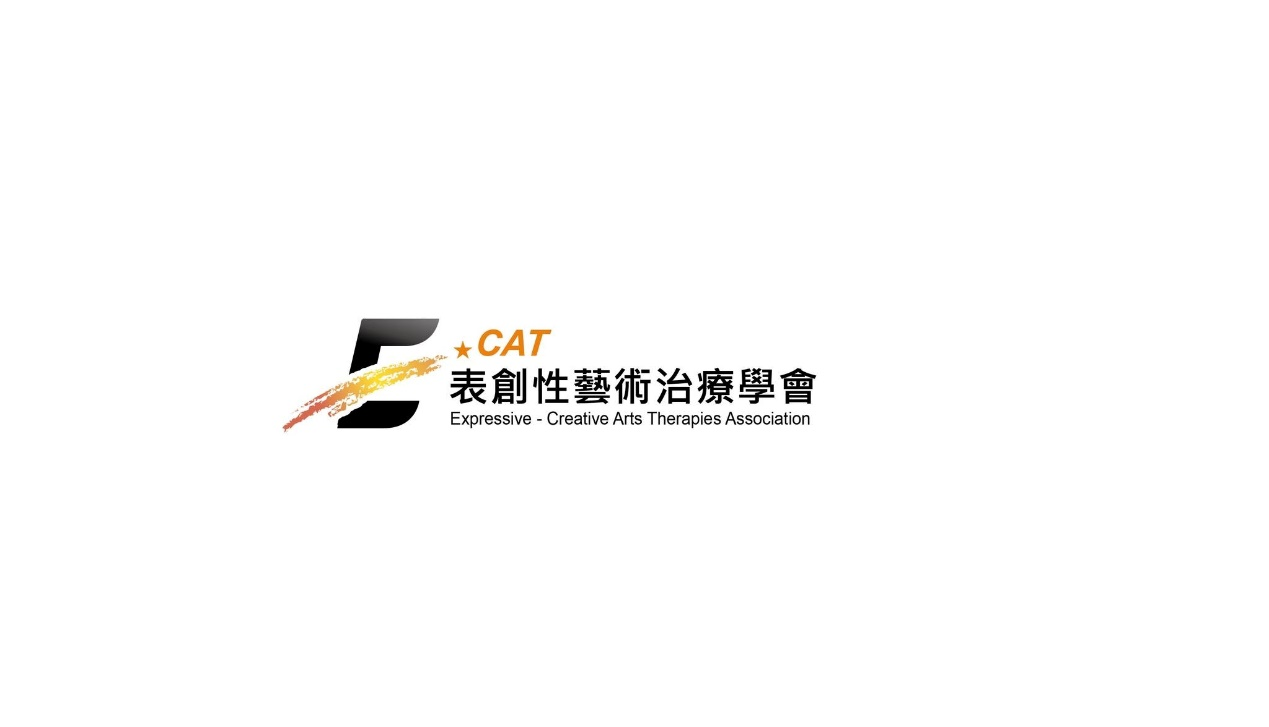 E★CAT
表創性藝術治療學會
Expressive - Creative Arts Therapies Association